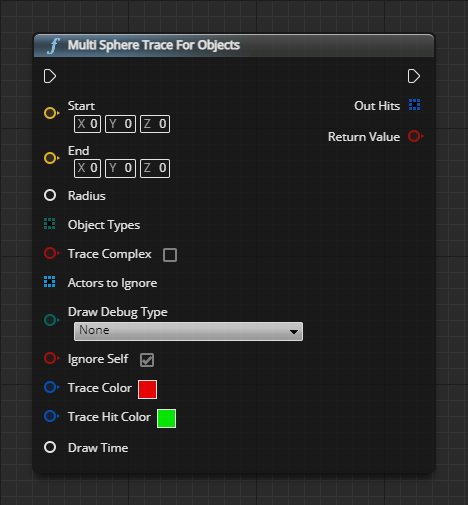 f Multi Sphere Trace For Objects
Start Out Hits
X 0 Y 0 Z 0
Return Value
End
X 0 Y 0 Z 0
Radius
Object Types
Trace Complex
Actors to Ignore
Draw Debug Type
None
Ignore Self
Trace Color
Trace Hit Color
Draw Time